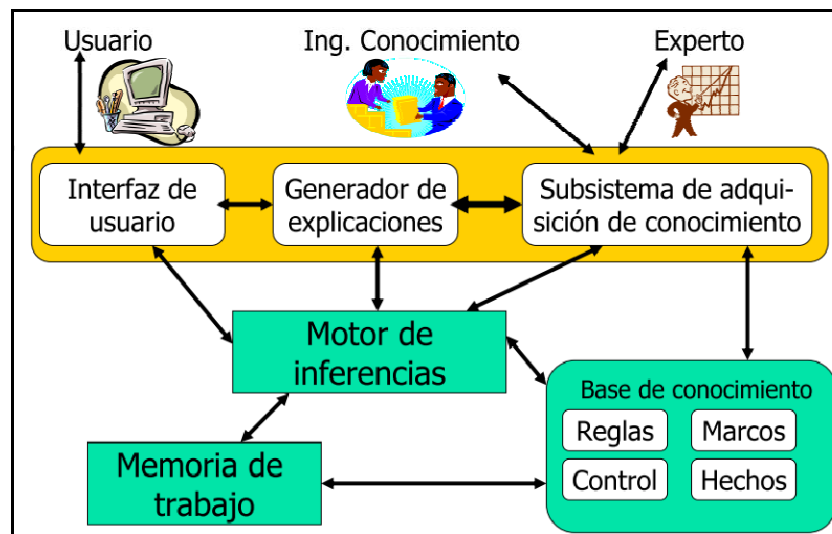 Usuario
Ing. Conocimiento
Experto
Interfaz de
usuario
Generador de
explicaciones
Subsistema de adqui-
sición de conocimiento
Motor de
inferencias
Base de conocimiento
Reglas
Marcos
Control
Hechos
Memoria de
trabajo